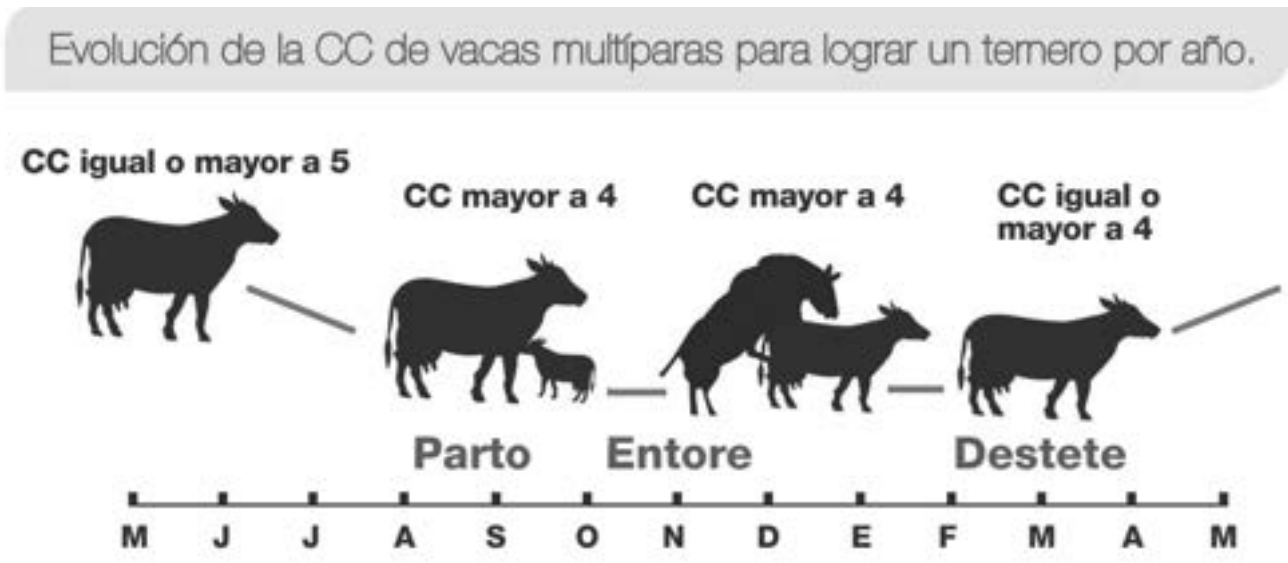 Evolución de la CC de vacas multíparas para lograr un ternero por año.
CC igual o mayor a 5
CC mayor a 4
CC mayor a 4
CC igual o
mayor a 4
Parto
Entore
Destete
M J J A S O N D E F M A M